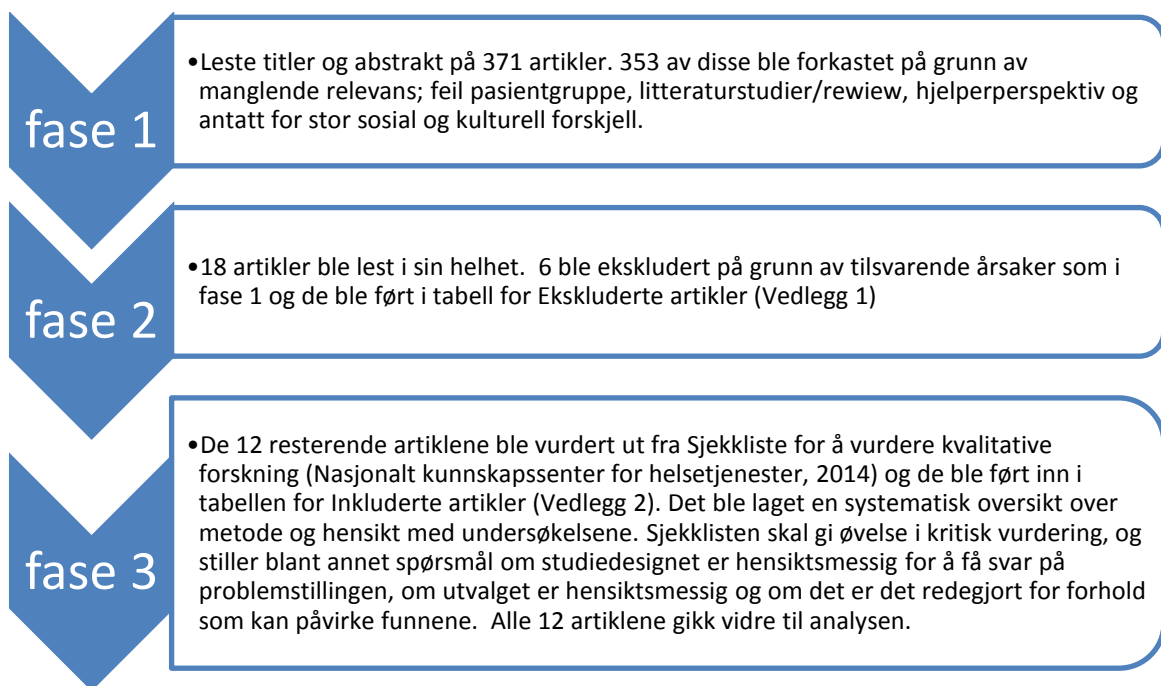 fase 1
•Leste titler og abstrakt på 371 artikler. 353 av disse ble forkastet på grunn av
manglende relevans; feil pasientgruppe, litteraturstudier/rewiew, hjelperperspektiv og
antatt for stor sosial og kulturell forskjell.
fase 2
•18 artikler ble lest i sin helhet.  6 ble ekskludert på grunn av tilsvarende årsaker som i
fase 1 og de ble ført i tabell for Ekskluderte artikler (Vedlegg 1)
fase 3
•De 12 resterende artiklene ble vurdert ut fra Sjekkliste for å vurdere kvalitative
forskning (Nasjonalt kunnskapssenter for helsetjenester, 2014) og de ble ført inn i
tabellen for Inkluderte artikler (Vedlegg 2). Det ble laget en systematisk oversikt over
metode og hensikt med undersøkelsene. Sjekklisten skal gi øvelse i kritisk vurdering, og
stiller blant annet spørsmål om studiedesignet er hensiktsmessig for å få svar på
problemstillingen, om utvalget er hensiktsmessig og om det er det redegjort for forhold
som kan påvirke funnene.  Alle 12 artiklene gikk vidre til analysen.